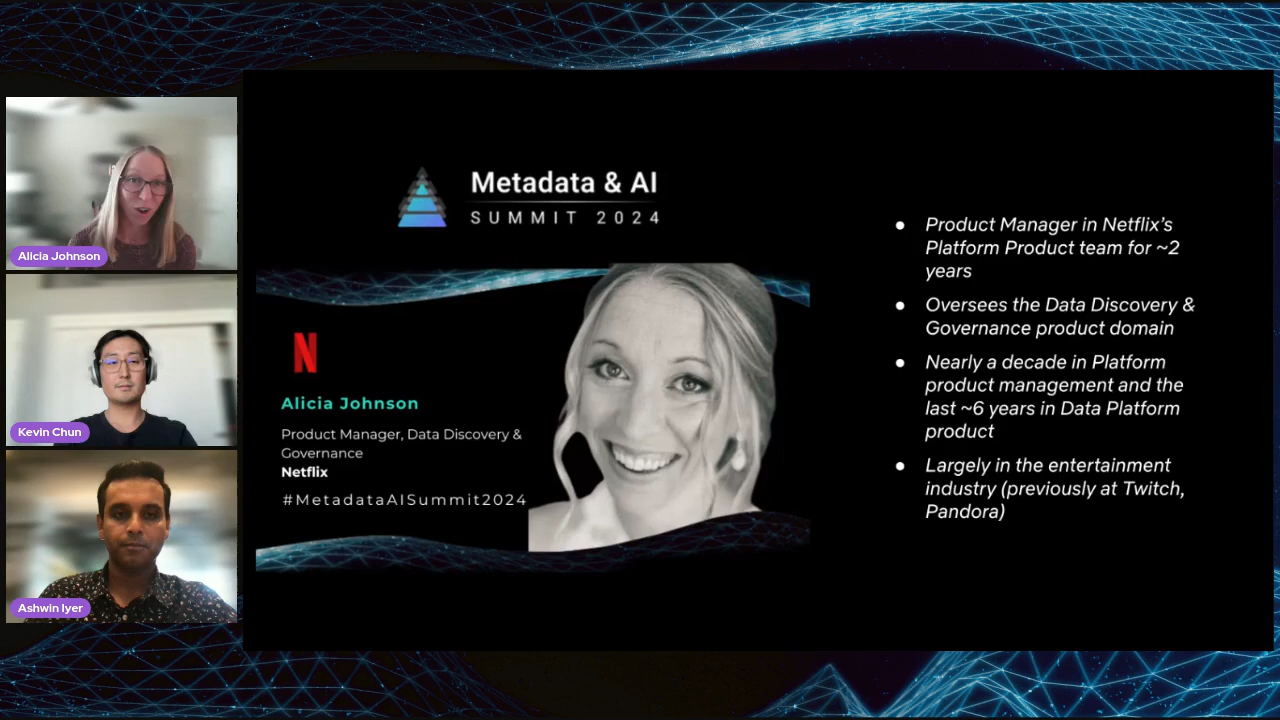 Alicia Johnson
Kevin Chun
Ashwin Iyer
Metadata & AI
SUMMIT 2024
N
Alicia Johnson
Product Manager, Data Discovery &
Governance
Netflix
#MetadataAISummit2024
● Product Manager in Netflix’s
Platform Product team for ~2
years
● Oversees the Data Discovery &
Governance product domain
● Nearly a decade in Platform
product management and the
last ~6 years in Data Platform
product
● Largely in the entertainment
industry (previously at Twitch,
Pandora)